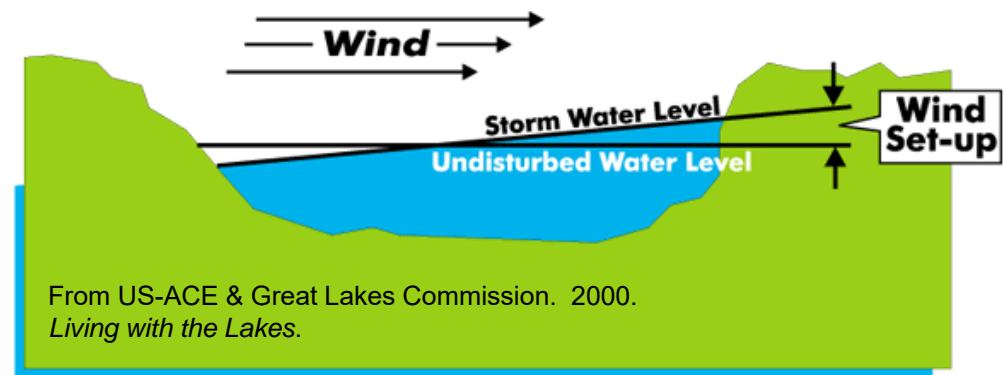 Wind
Storm Water Level
Wind
Set-up
Undisturbed Water Level
From US-ACE & Great Lakes Commission.  2000.
Living with the Lakes.